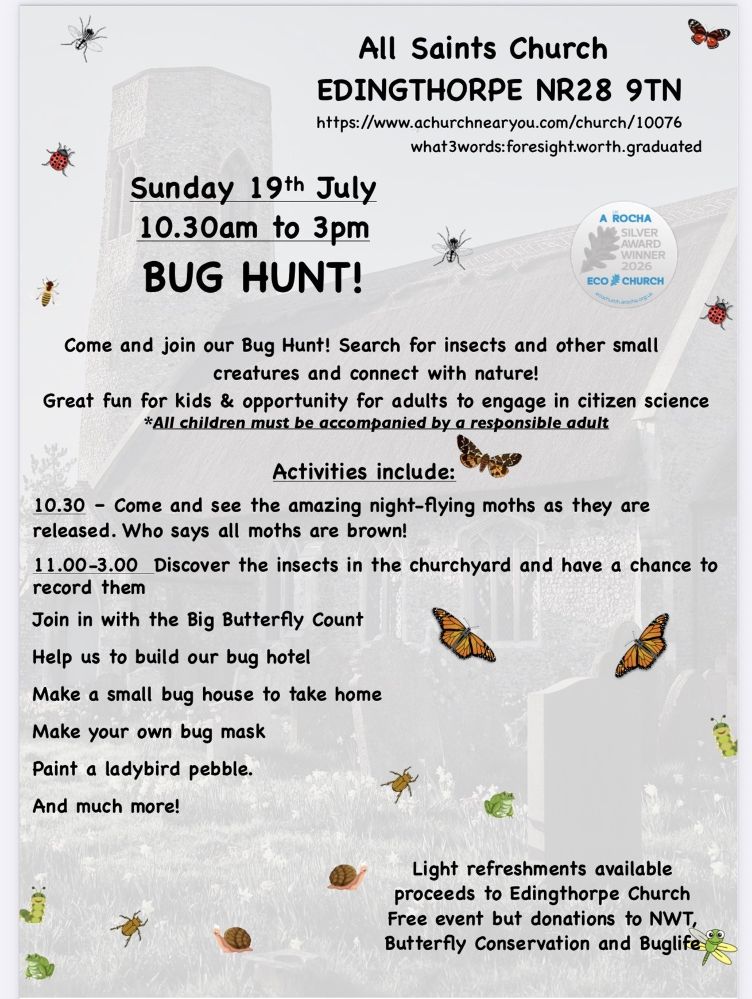 All Saints Church
EDINGTHORPE NR28 9TN
https://www.achurchnearyou.com/church/10076
what3words:foresight.worth.graduated
Sunday 19th July
10.30am to 3pm
BUG HUNT!
UK
A ROCHA
SILVER
AWARD
WINNER
2026
ECO CHURCH
ecochurch.arocha.org.uk
Come and join our Bug Hunt! Search for insects and other small
creatures and connect with nature!
Great fun for kids & opportunity for adults to engage in citizen science
*All children must be accompanied by a responsible adult
Activities include:
10.30 – Come and see the amazing night-flying moths as they are
released. Who says all moths are brown!
11.00-3.00 Discover the insects in the churchyard and have a chance to
record them
Join in with the Big Butterfly Count
Help us to build our bug hotel
Make a small bug house to take home
Make your own bug mask
Paint a ladybird pebble.
And much more!
Light refreshments available
proceeds to Edingthorpe Church
Free event but donations to NWT,
Butterfly Conservation and Buglife